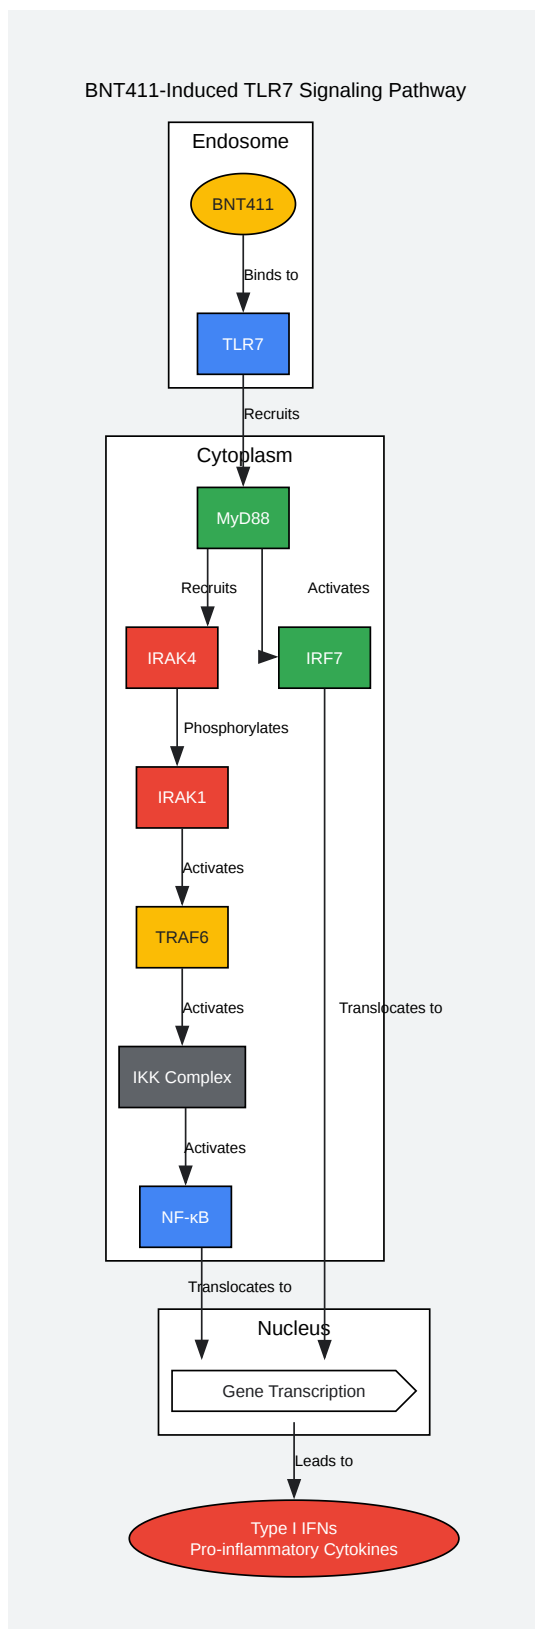 BNT411-Induced TLR7 Signaling Pathway
Endosome
BNT411
Binds to
TLR7
Recruits
Cytoplasm
MyD88
Recruits
Activates
IRAK4
IRF7
Phosphorylates
IRAK1
Activates
TRAF6
Activates
Translocates to
IKK Complex
Activates
NF-κB
Translocates to
Nucleus
Gene Transcription
Leads to
Type I IFNs
Pro-inflammatory Cytokines